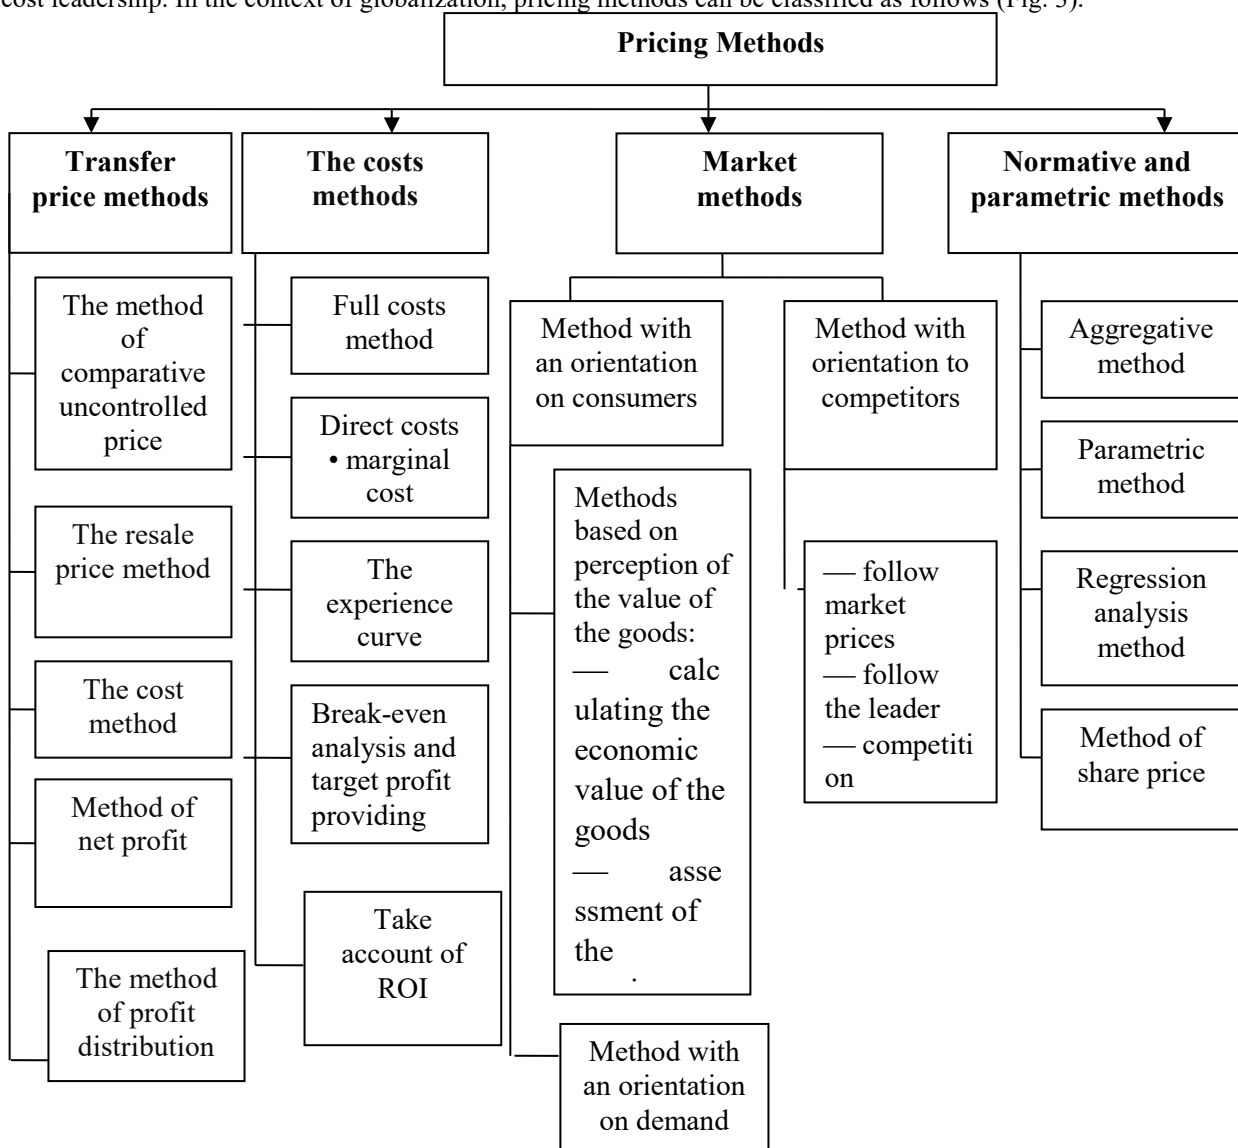 cost leadership. In the context of globalization, pricing methods can be classified as follows (Fig. 3).
Pricing Methods
Transfer
price methods
The costs
methods
Market
methods
Normative and
parametric methods
The method
of
comparative
uncontrolled
price
The resale
price method
The cost
method
Method of
net profit
The method
of profit
distribution
Full costs
method
Direct costs
• marginal
cost
The
experience
curve
Break-even
analysis and
target profit
providing
Take
account of
ROI
Method with
an orientation
on consumers
Methods
based on
perception of
the value of
the goods:
— calc
ulating the
economic
value of the
goods
— asse
ssment of
the
.
Method with
an orientation
on demand
Method with
orientation to
competitors
— follow
market
prices
— follow
the leader
— competiti
on
Aggregative
method
Parametric
method
Regression
analysis
method
Method of
share price